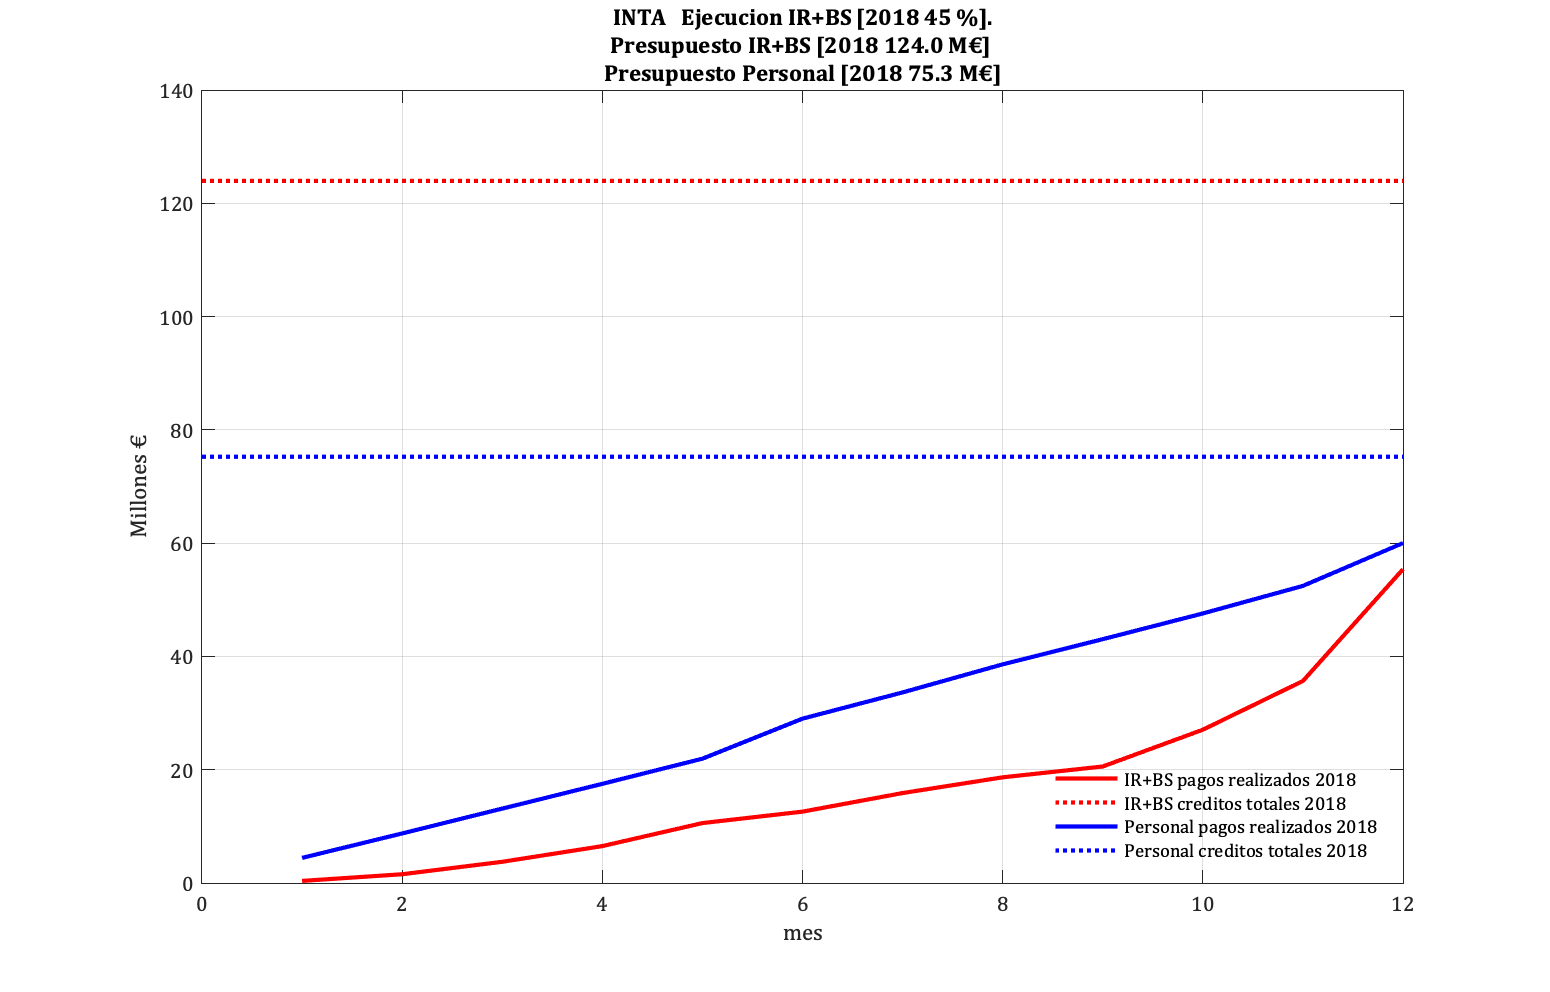 INTA   Ejecucion IR+BS [2018 45 %].
Presupuesto IR+BS [2018 124.0 M€]
Presupuesto Personal [2018 75.3 M€]
140
120
100
80
60
40
20
0
Millones €
0 2 4 6 8 10 12
mes
IR+BS pagos realizados 2018
IR+BS creditos totales 2018
Personal pagos realizados 2018
Personal creditos totales 2018